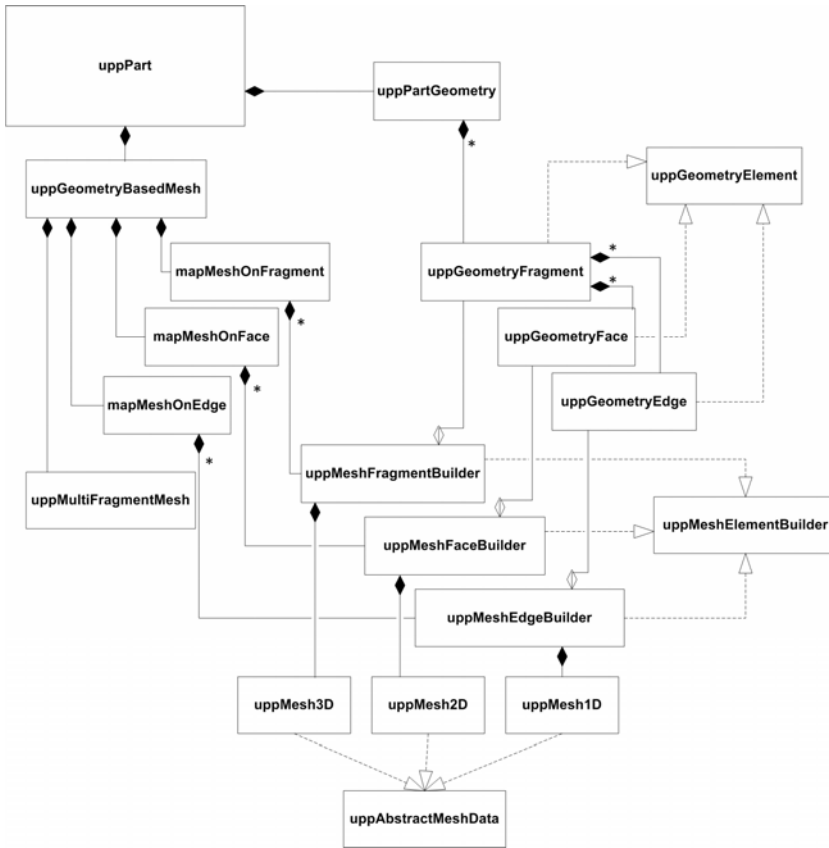 uppPart
uppPartGeometry
*
uppGeometryBasedMesh
uppGeometryElement
mapMeshOnFragment
*
uppGeometryFragment
*
*
mapMeshOnFace
*
uppGeometryFace
mapMeshOnEdge
*
uppGeometryEdge
uppMultiFragmentMesh
uppMeshFragmentBuilder
uppMeshElementBuilder
uppMeshFaceBuilder
uppMeshEdgeBuilder
uppMesh3D
uppMesh2D
uppMesh1D
uppAbstractMeshData